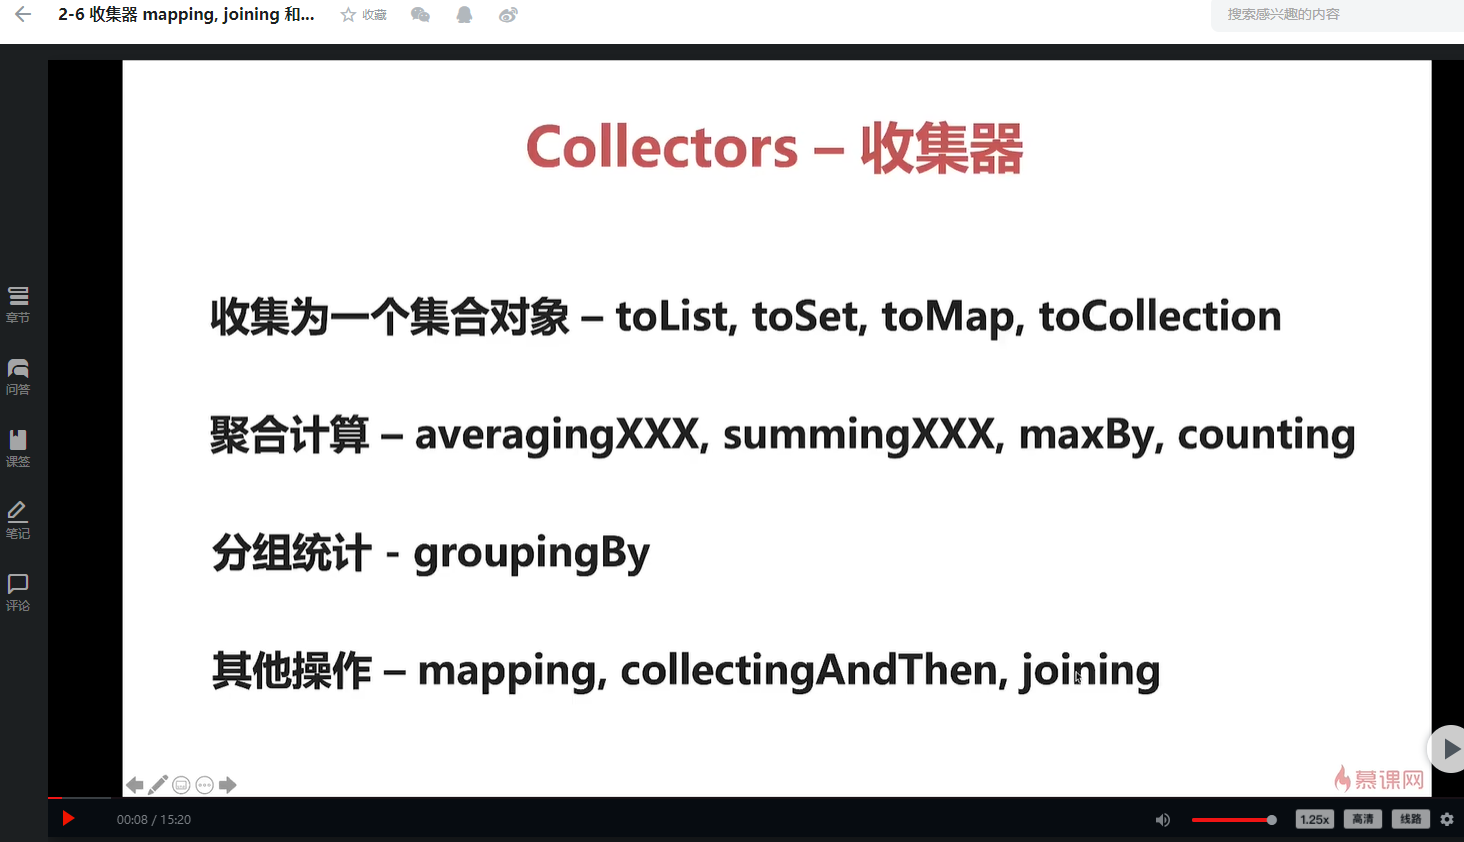 2-6 收集器 mapping, joining 和...
收藏
搜索感兴趣的内容
Collectors – 收集器
收集为一个集合对象 – toList, toSet, toMap, toCollection
聚合计算 – averagingXXX, summingXXX, maxBy, counting
分组统计 - groupingBy
其他操作 – mapping, collectingAndThen, joining
章节
问答
课签
笔记
评论
慕课网
00:08 / 15:20
1.25x
高清
线路